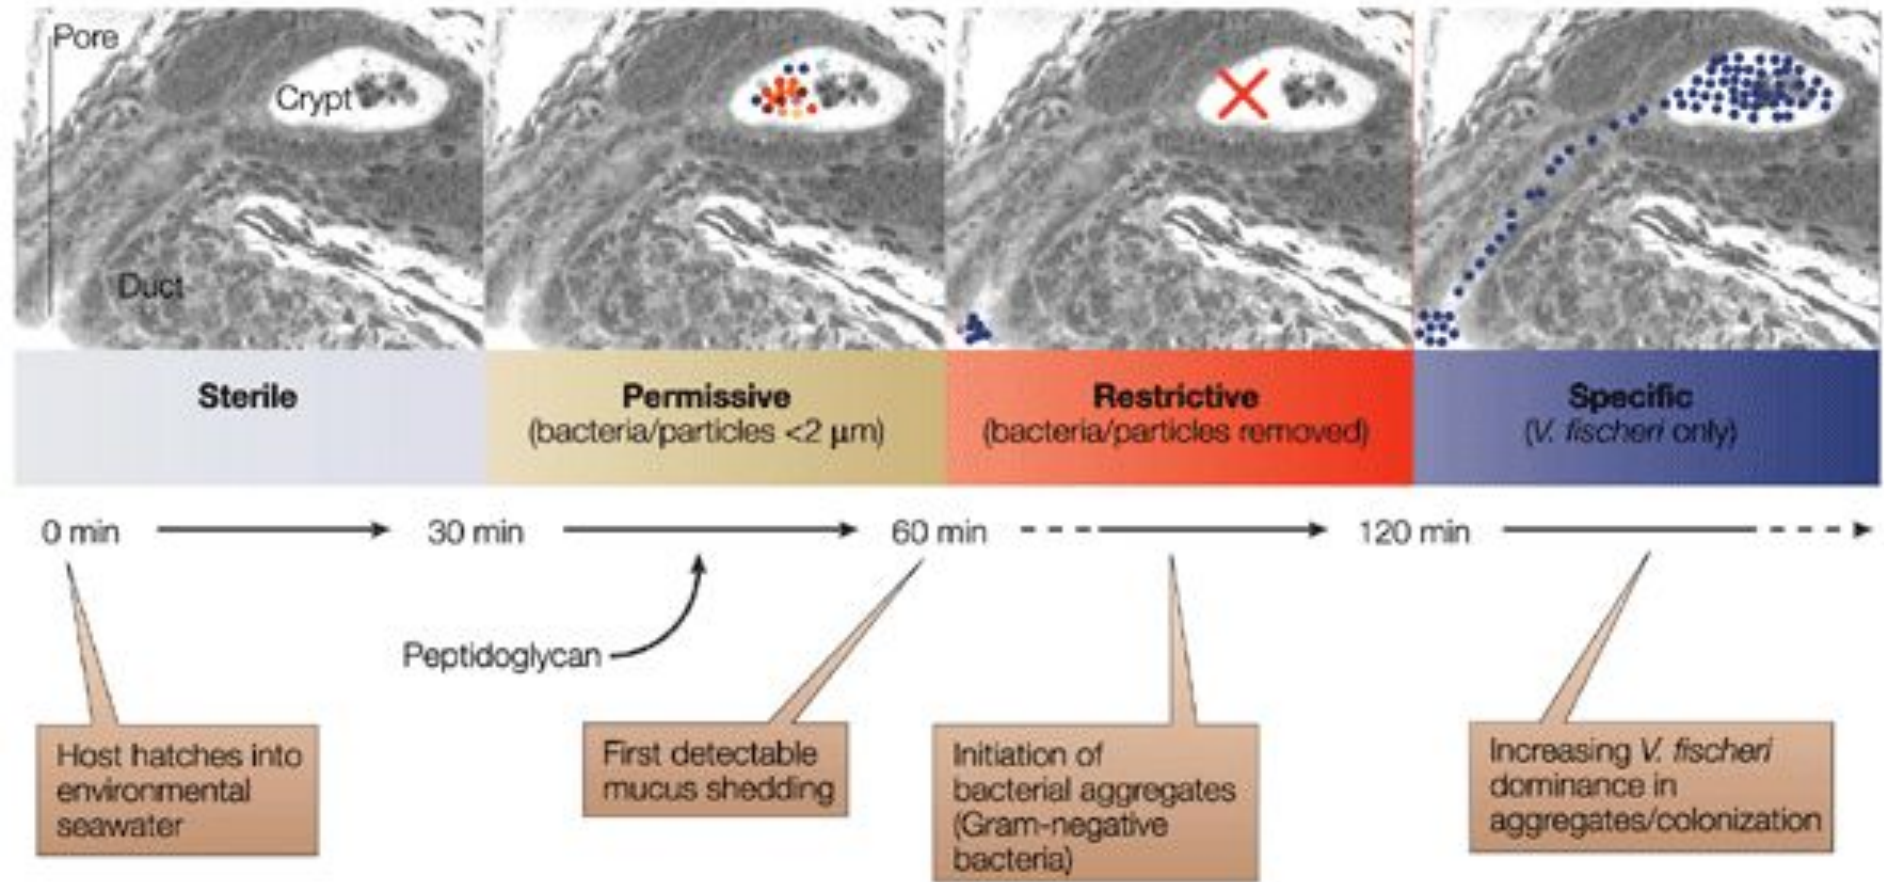 Pore
Crypt
Duct
Sterile
Permissive
(bacteria/particles <2 μm)
Restrictive
(bacteria/particles removed)
Specific
(V. fischeri only)
0 min
30 min
60 min
120 min
Peptidoglycan
Host hatches into
environmental
seawater
First detectable
mucus shedding
Initiation of
bacterial aggregates
(Gram-negative
bacteria)
Increasing V. fischeri
dominance in
aggregates/colonization